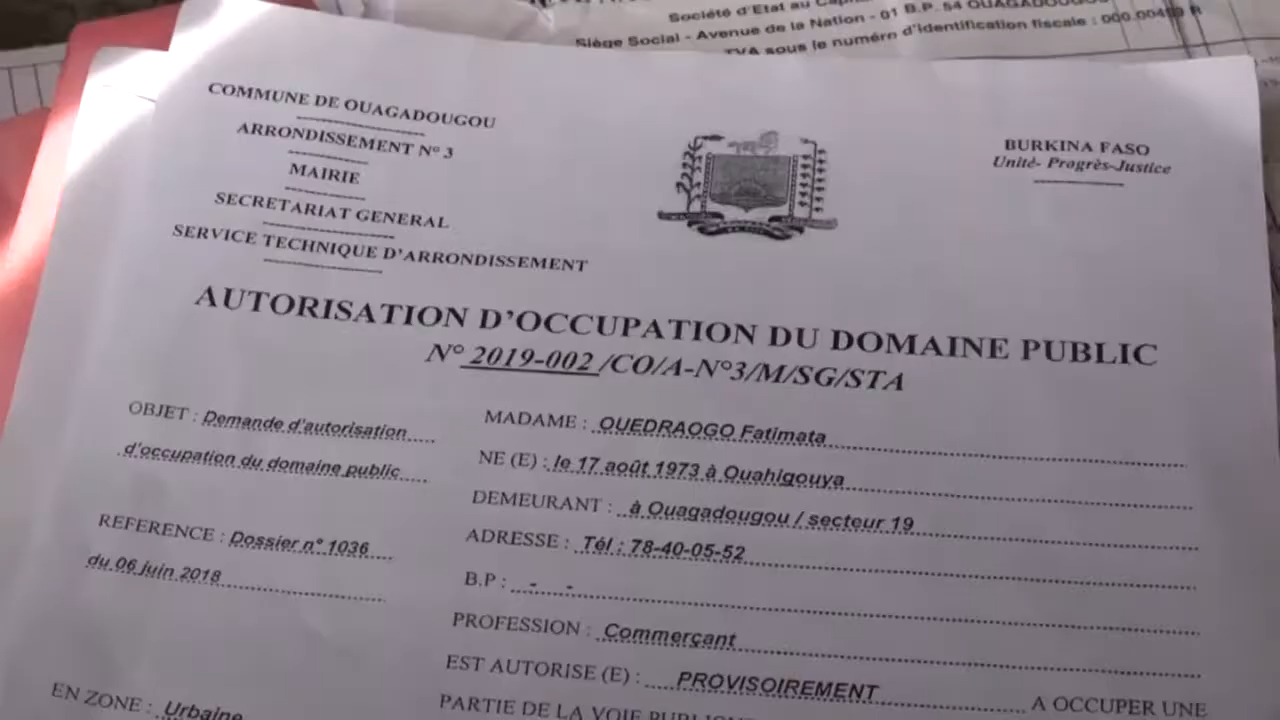 Société d'Etat au
Siège Social - Avenue de la Nation - 01 B.P. 54 OUAGADOUGOU
TVA sous le numéro d'identification fiscale : 000.00499 R
COMMUNE DE OUAGADOUGOU
ARRONDISSEMENT N° 3
MAIRIE
SECRETARIAT GENERAL
SERVICE TECHNIQUE D'ARRONDISSEMENT
BURKINA FASO
Unité- Progrès-Justice
AUTORISATION D'OCCUPATION DU DOMAINE PUBLIC
N° 2019-002 /CO/A-N°3/M/SG/STA
OBJET : Demande d'autorisation
d'occupation du domaine public
REFERENCE : Dossier n° 1036
du 06 juin 2018
EN ZONE : Urbaine
MADAME : OUEDRAOGO Fatimata
NE (E) : le 17 août 1973 à Ouahigouya
DEMEURANT : à Ouagadougou / secteur 19
ADRESSE : Tél : 78-40-05-52
B.P : - -
PROFESSION : Commerçant
EST AUTORISE (E) : PROVISOIREMENT A OCCUPER UNE
PARTIE DE LA VOIE PUBLIQUE